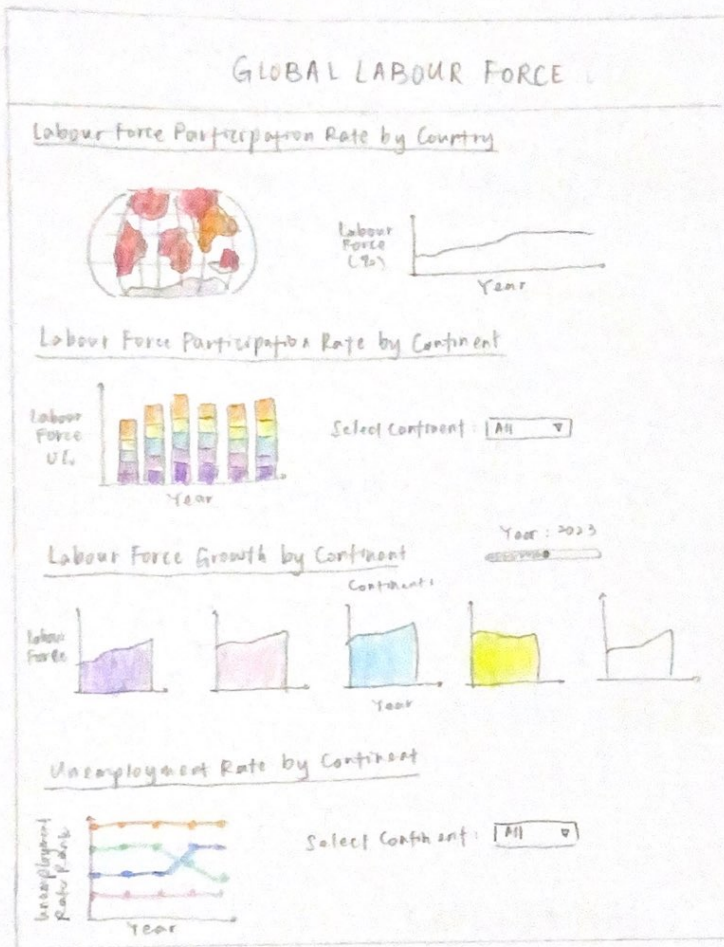 GLOBAL LABOUR FORCE
Labour Force Participation Rate by Country
Labour
Force
(%)
Year
Labour Force Participation Rate by Continent
Labour
Force
Year
Select Continent : All
Labour Force Growth by Continent
Year : 2023
Continents
Labour
Force
Year
Unemployment Rate by Continent
Unemployment
Rate Rank
Year
Select Continent : All